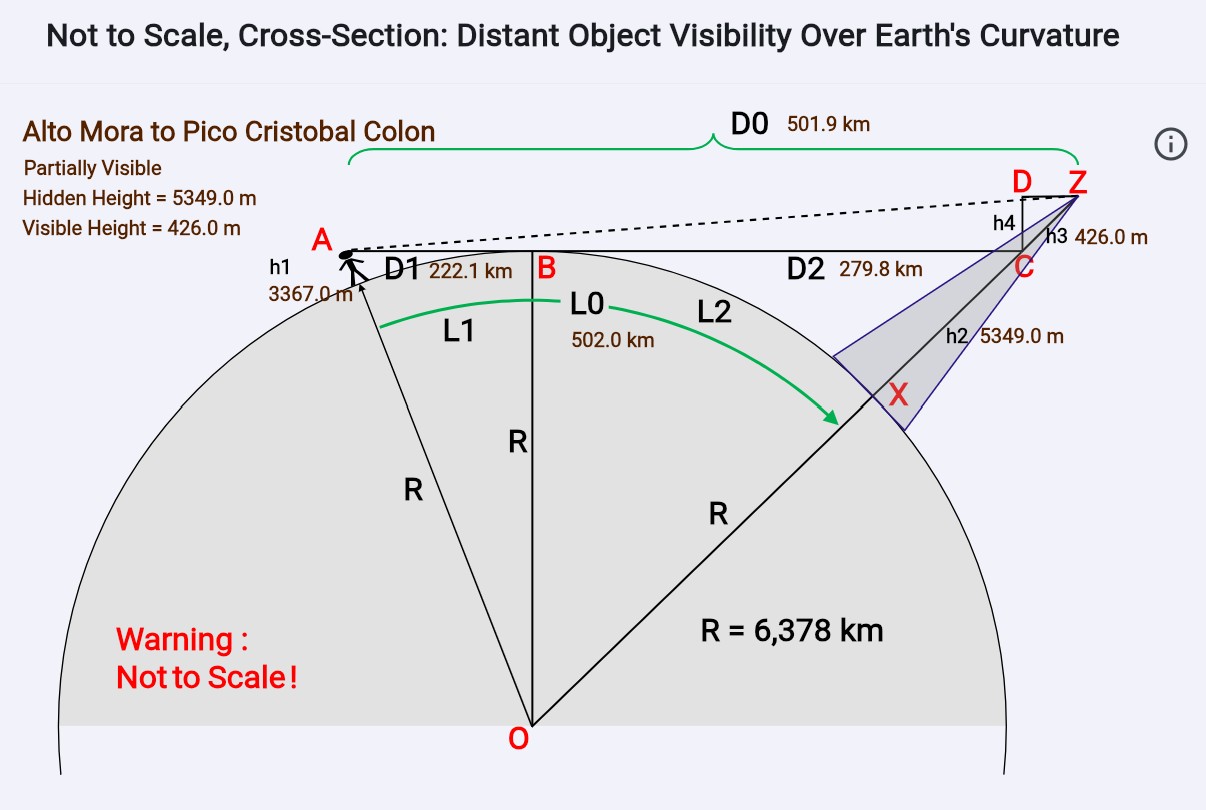 Not to Scale, Cross-Section: Distant Object Visibility Over Earth's Curvature
Alto Mora to Pico Cristobal Colon
Partially Visible
Hidden Height = 5349.0 m
Visible Height = 426.0 m
D0 501.9 km
D Z
h4
h3 426.0 m
A
h1
3367.0 m
D1 222.1 km
B
D2 279.8 km
C
L0
502.0 km
L1
L2
h2 5349.0 m
X
R
R
R
R = 6,378 km
Warning :
Not to Scale!
O